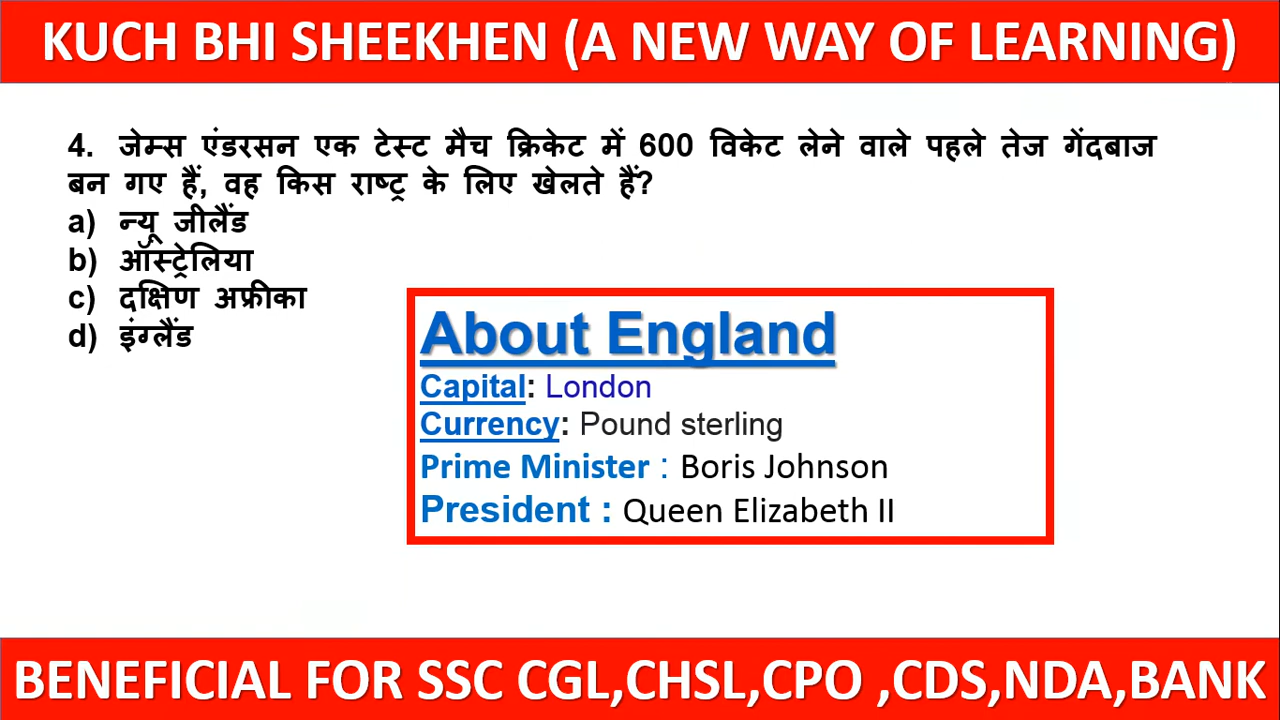 KUCH BHI SHEEKHEN (A NEW WAY OF LEARNING)
4. जेम्स एंडरसन एक टेस्ट मैच क्रिकेट में 600 विकेट लेने वाले पहले तेज गेंदबाज
बन गए हैं, वह किस राष्ट्र के लिए खेलते हैं?
a) न्यू जीलैंड
b) ऑस्ट्रेलिया
c) दक्षिण अफ्रीका
d) इंग्लैंड
About England
Capital: London
Currency: Pound sterling
Prime Minister : Boris Johnson
President : Queen Elizabeth II
BENEFICIAL FOR SSC CGL,CHSL,CPO ,CDS,NDA,BANK